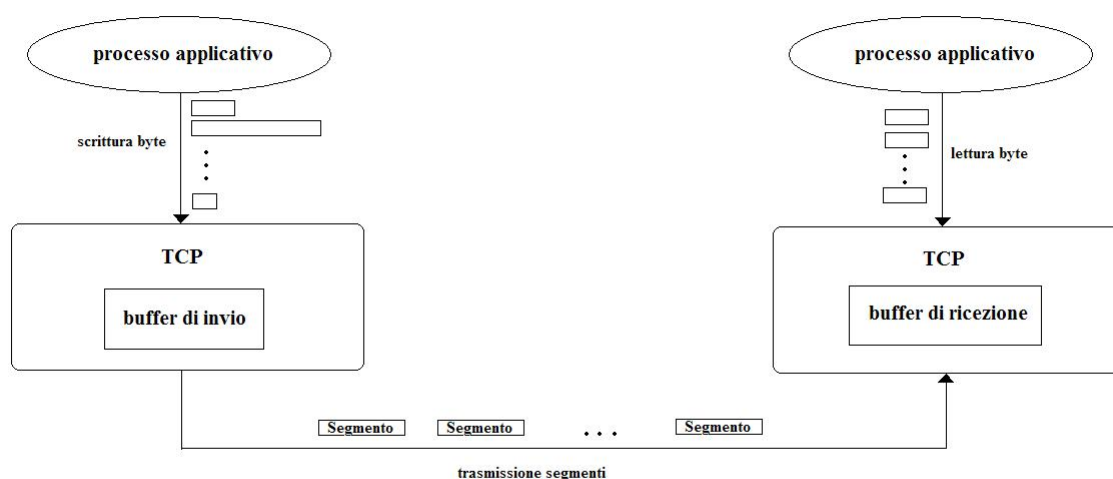 processo applicativo
processo applicativo
scrittura byte
lettura byte
TCP
TCP
buffer di invio
buffer di ricezione
Segmento
Segmento
. . .
Segmento
trasmissione segmenti